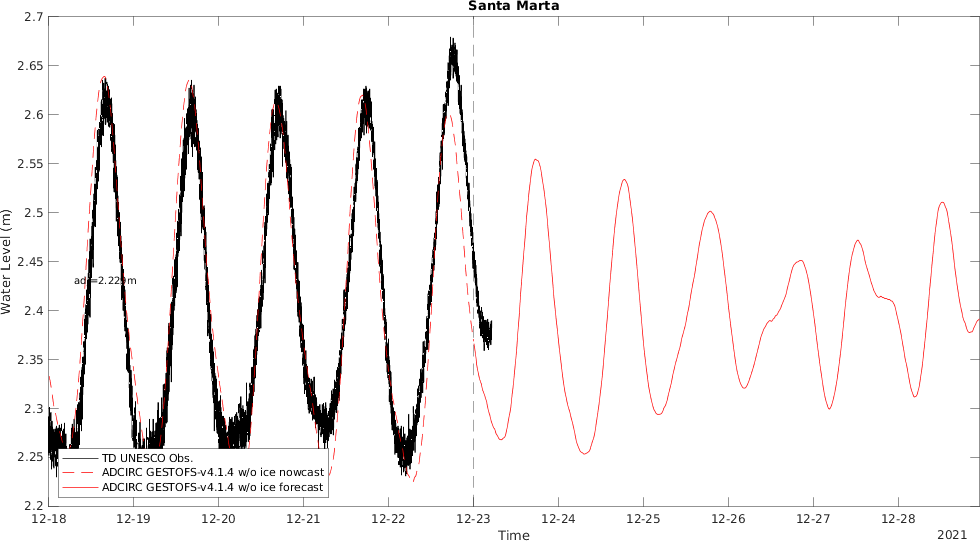 Santa Marta
2.7
2.65
2.6
2.55
2.5
2.45
2.4
2.35
2.3
2.25
2.2
Water Level (m)
=2.229m
TD UNESCO Obs.
ADCIRC GESTOFS-v4.1.4 w/o ice nowcast
ADCIRC GESTOFS-v4.1.4 w/o ice forecast
12-18 12-19 12-20 12-21 12-22 12-23 12-24 12-25 12-26 12-27 12-28
Time
2021